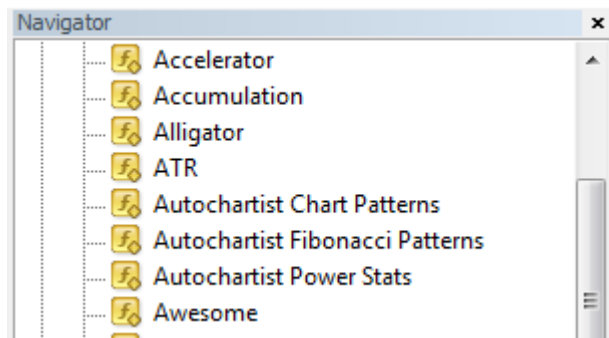 Navigator
Accelerator
Accumulation
Alligator
ATR
Autochartist Chart Patterns
Autochartist Fibonacci Patterns
Autochartist Power Stats
Awesome